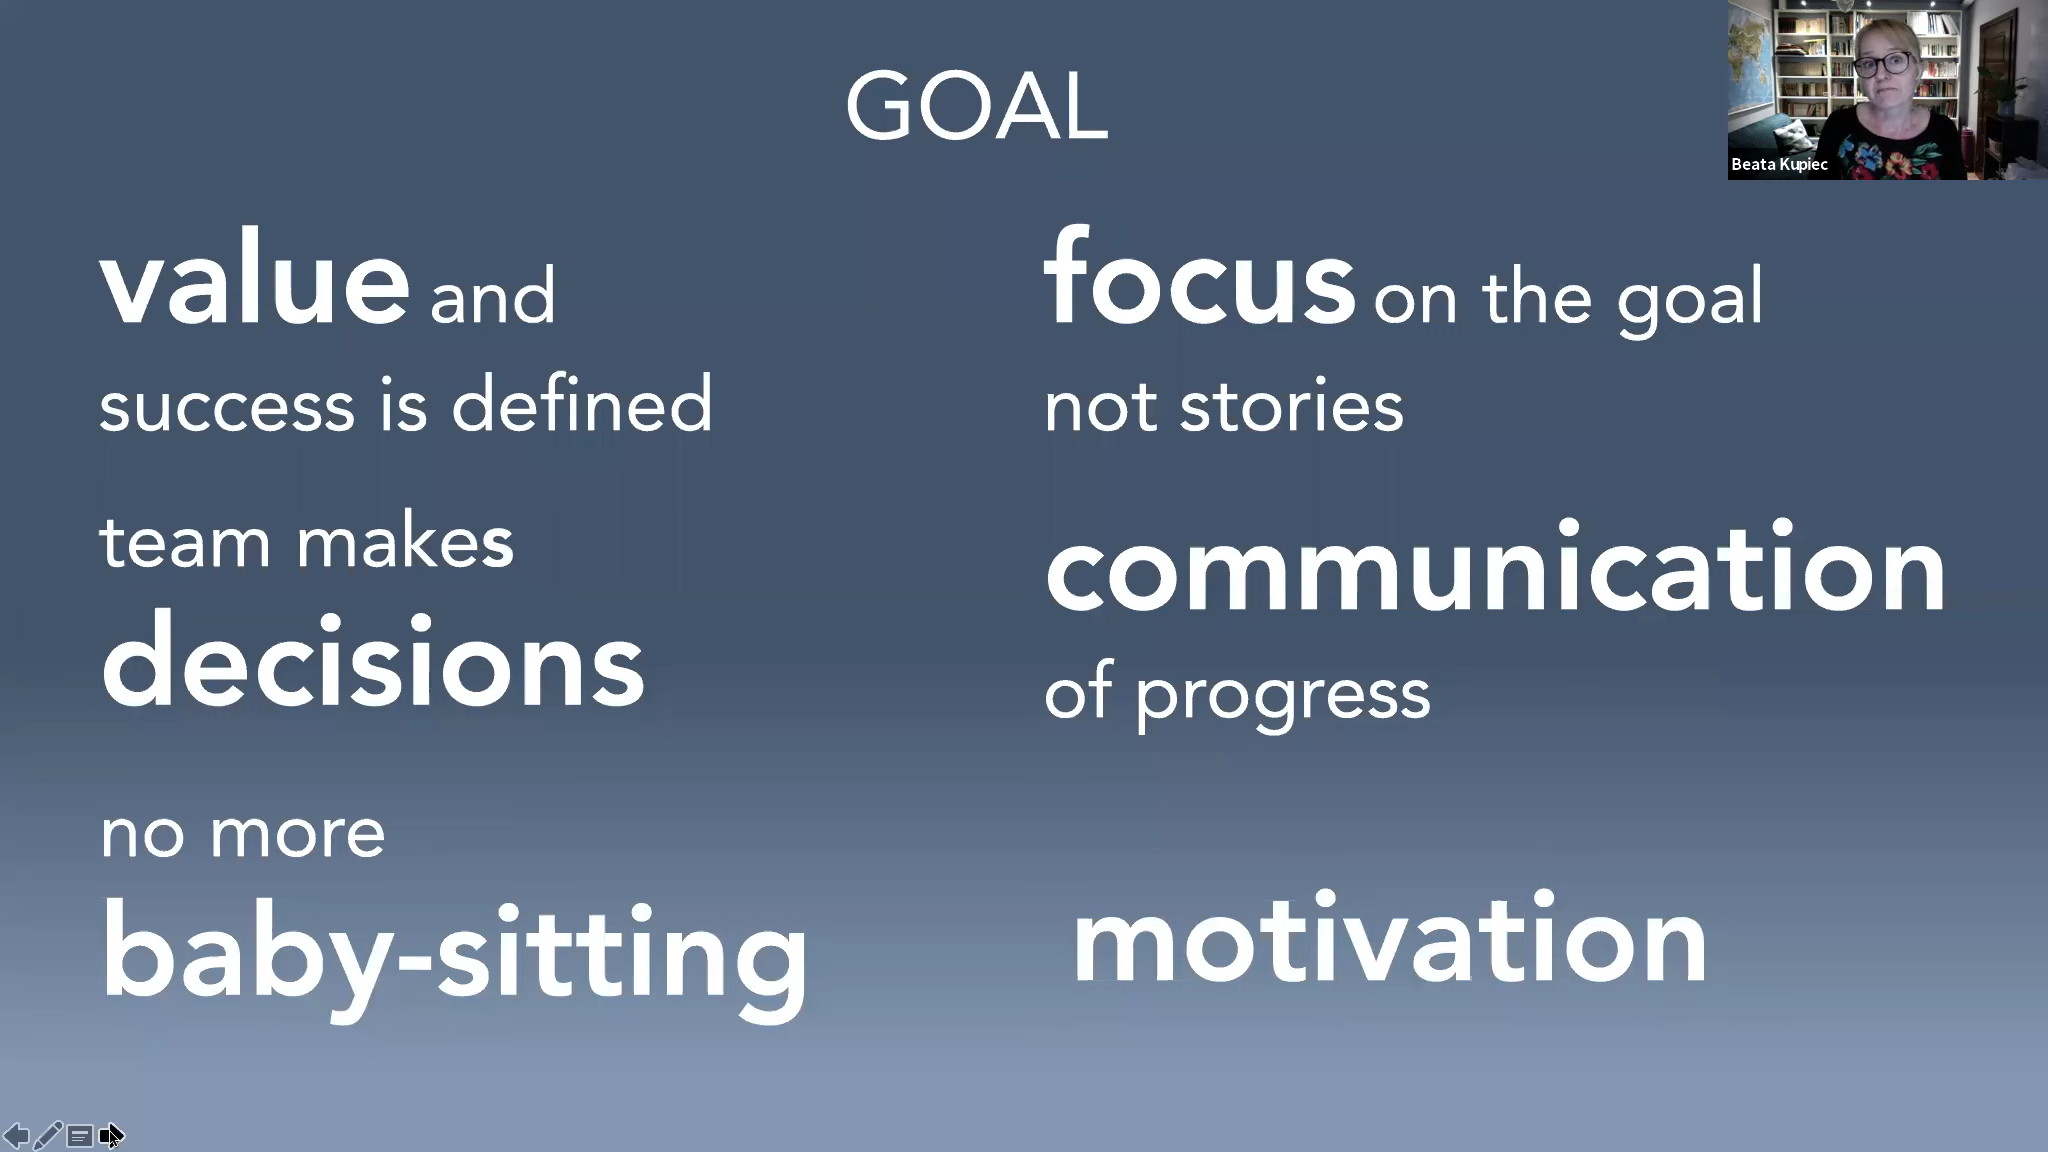 GOAL
Beata Kupiec
value and
success is defined
team makes
decisions
no more
baby-sitting
focus on the goal
not stories
communication
of progress
motivation